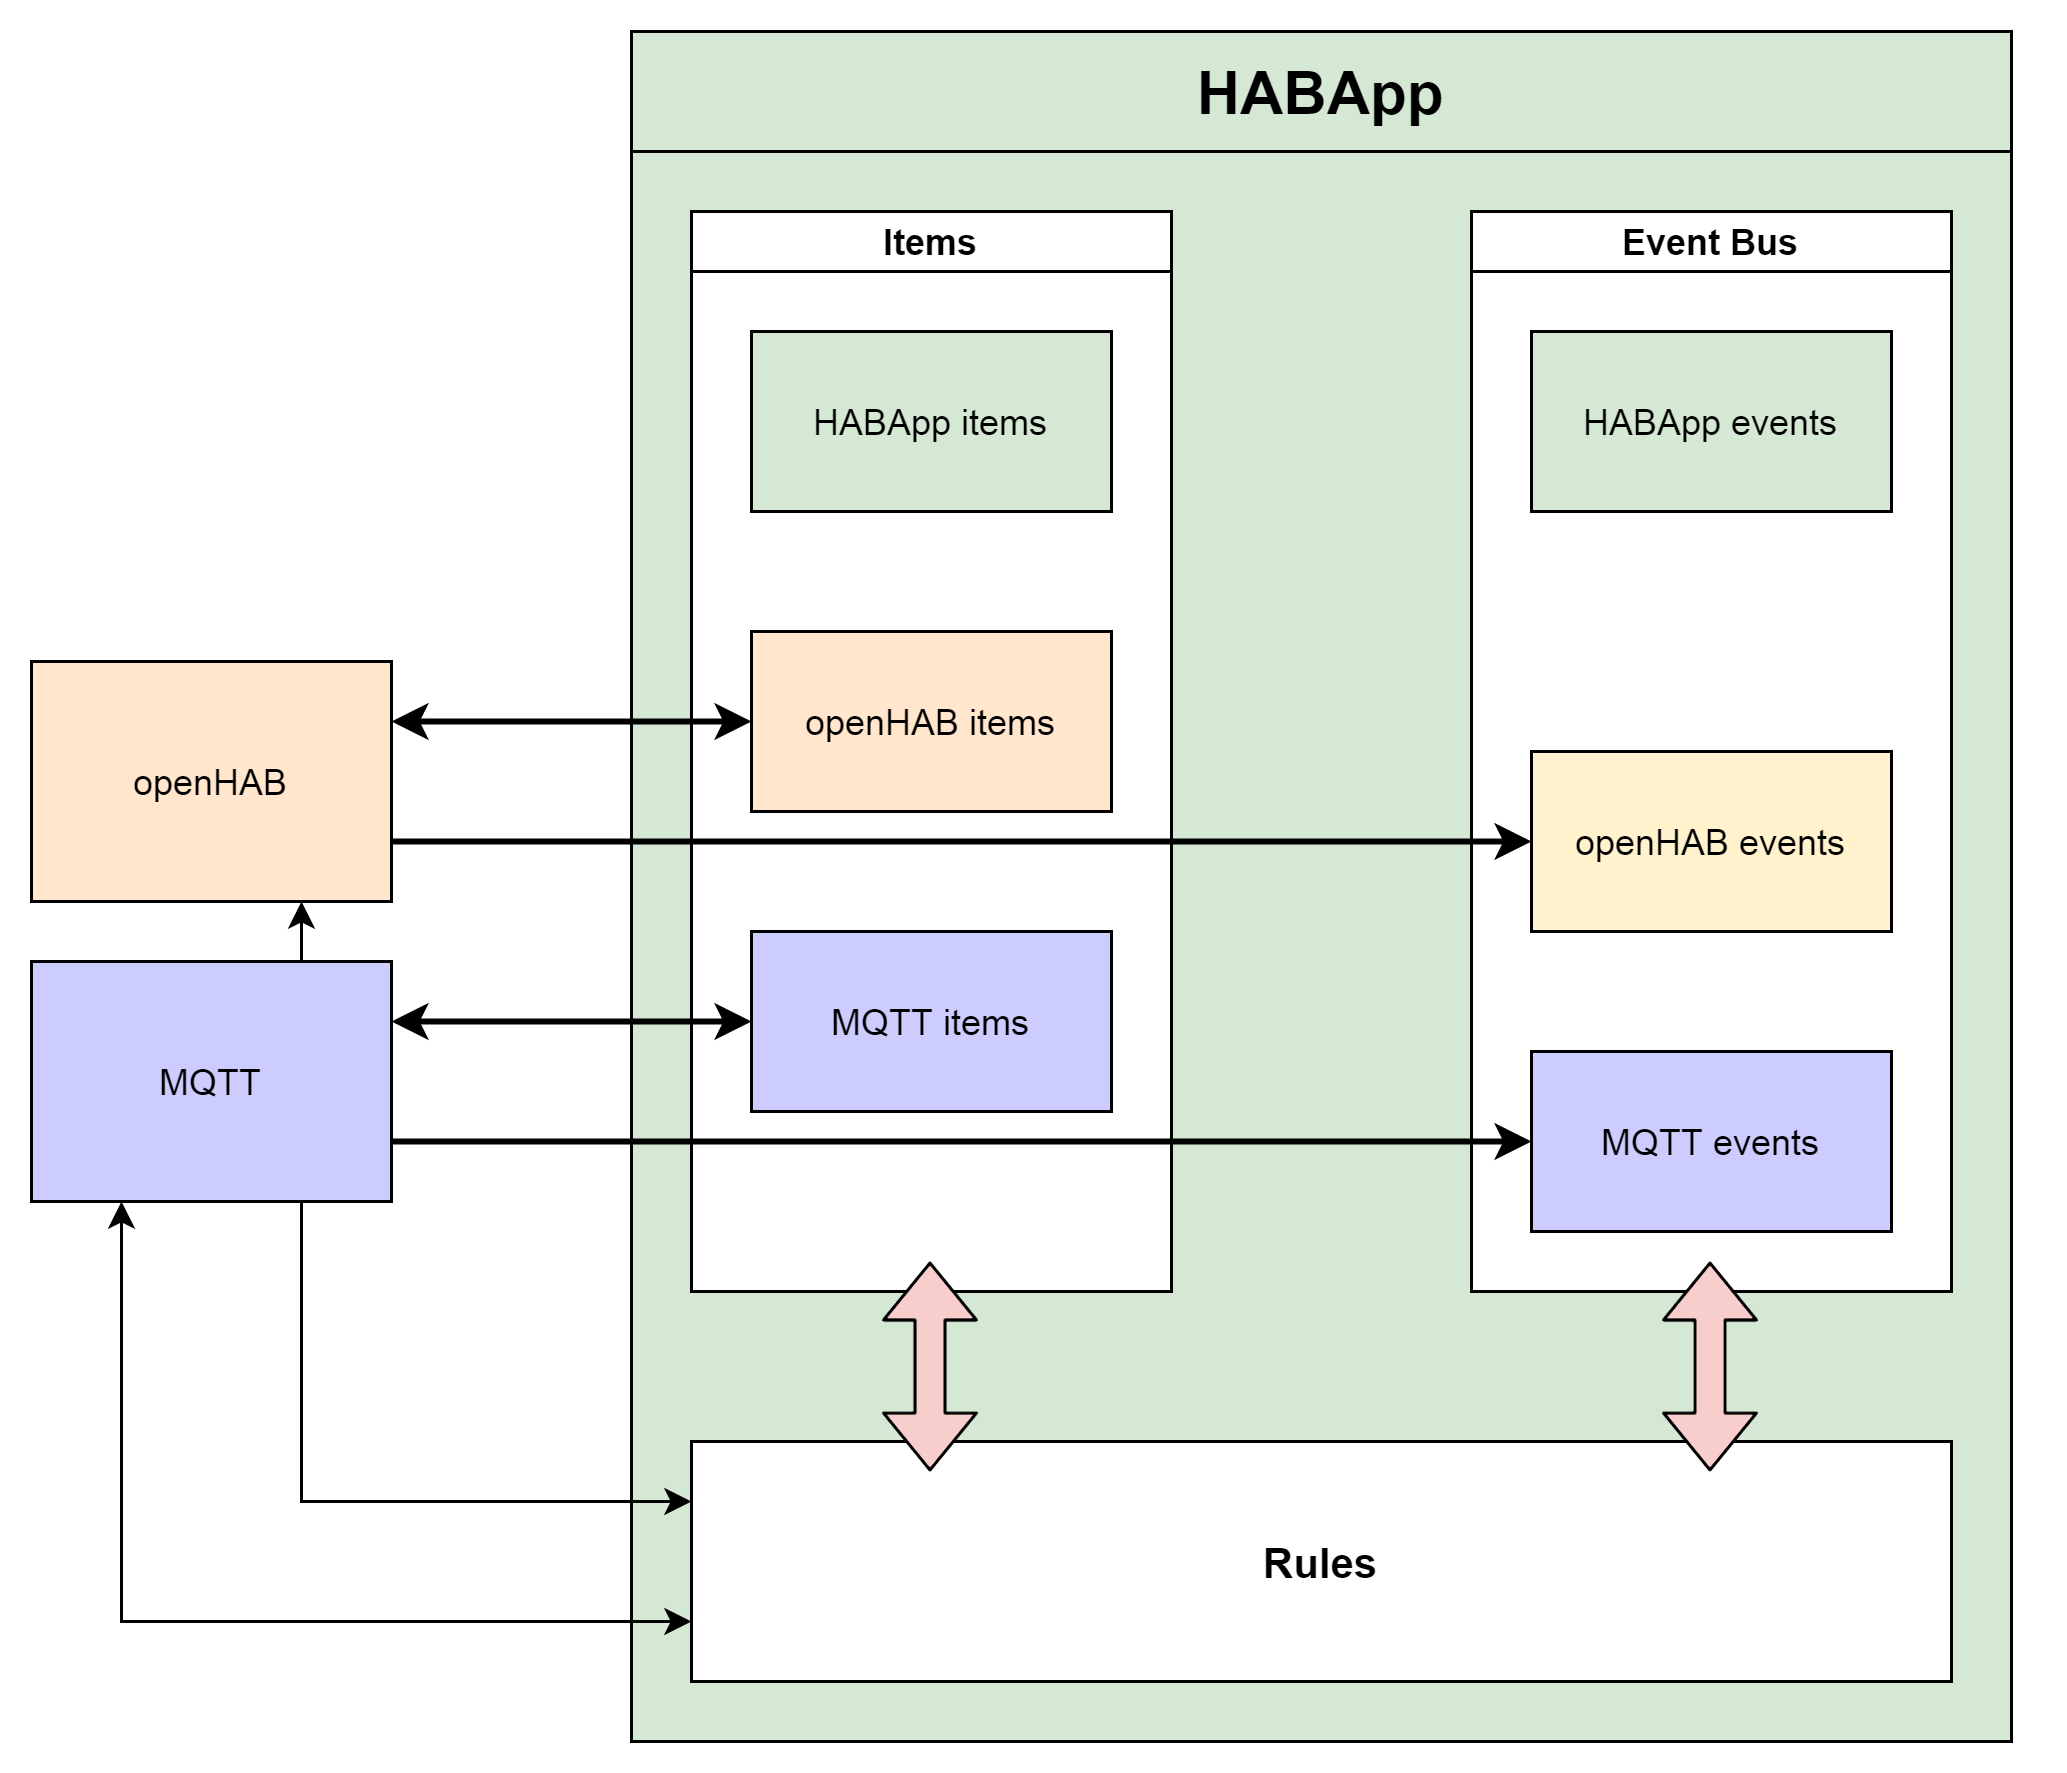 HABApp
Items
Event Bus
HABApp items
HABApp events
openHAB items
openHAB
openHAB events
MQTT items
MQTT
MQTT events
Rules